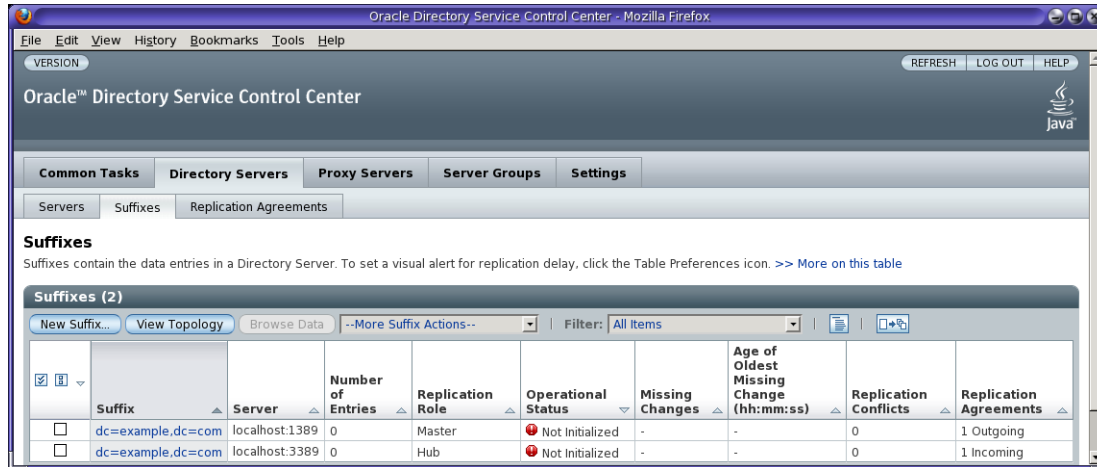 Oracle Directory Service Control Center - Mozilla Firefox
File Edit View History Bookmarks Tools Help
VERSION
REFRESH LOG OUT HELP
Oracle™ Directory Service Control Center
Java™
Common Tasks Directory Servers Proxy Servers Server Groups Settings
Servers Suffixes Replication Agreements
Suffixes
Suffixes contain the data entries in a Directory Server. To set a visual alert for replication delay, click the Table Preferences icon. >> More on this table
Suffixes (2)
New Suffix... View Topology Browse Data --More Suffix Actions-- Filter: All Items
Suffix Server Number of Entries Replication Role Operational Status Missing Changes Age of Oldest Missing Change (hh:mm:ss) Replication Conflicts Replication Agreements
dc=example,dc=com localhost:1389 0 Master Not Initialized - - 0 1 Outgoing
dc=example,dc=com localhost:3389 0 Hub Not Initialized - - 0 1 Incoming